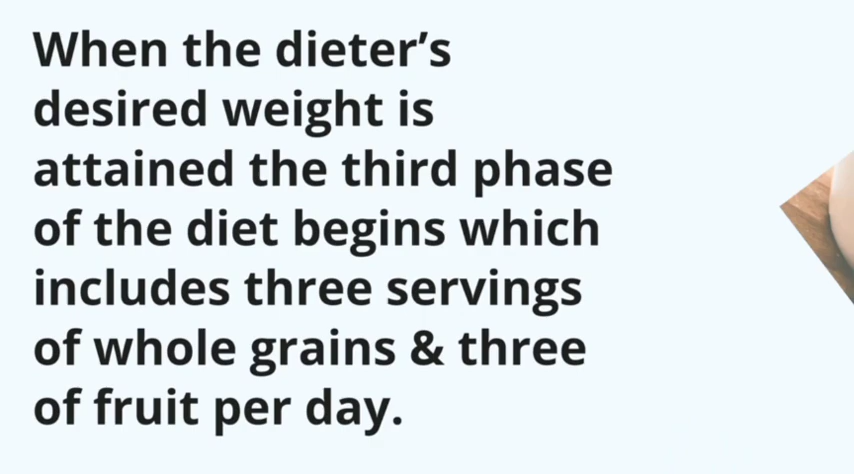 When the dieter’s
desired weight is
attained the third phase
of the diet begins which
includes three servings
of whole grains & three
of fruit per day.